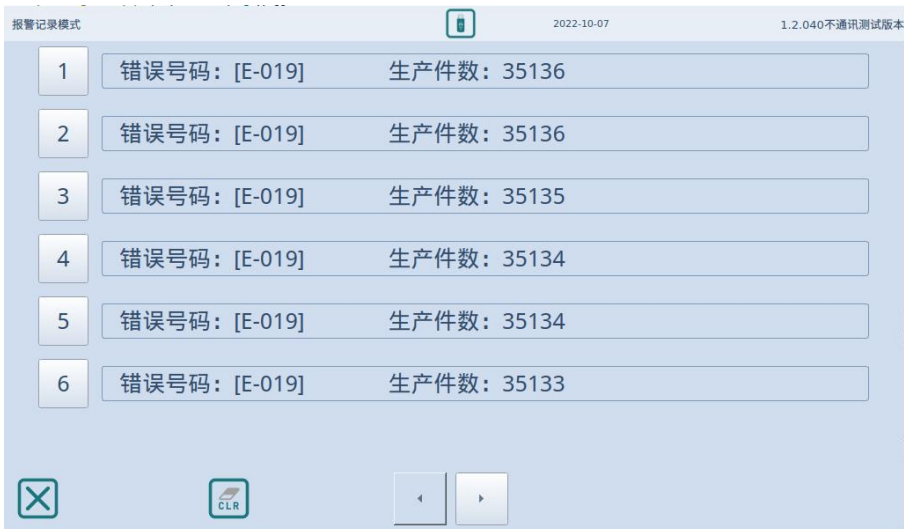 报警记录模式 2022-10-07 1.2.040不通讯测试版本
1 错误号码: [E-019] 生产件数: 35136
2 错误号码: [E-019] 生产件数: 35136
3 错误号码: [E-019] 生产件数: 35135
4 错误号码: [E-019] 生产件数: 35134
5 错误号码: [E-019] 生产件数: 35134
6 错误号码: [E-019] 生产件数: 35133
CLR